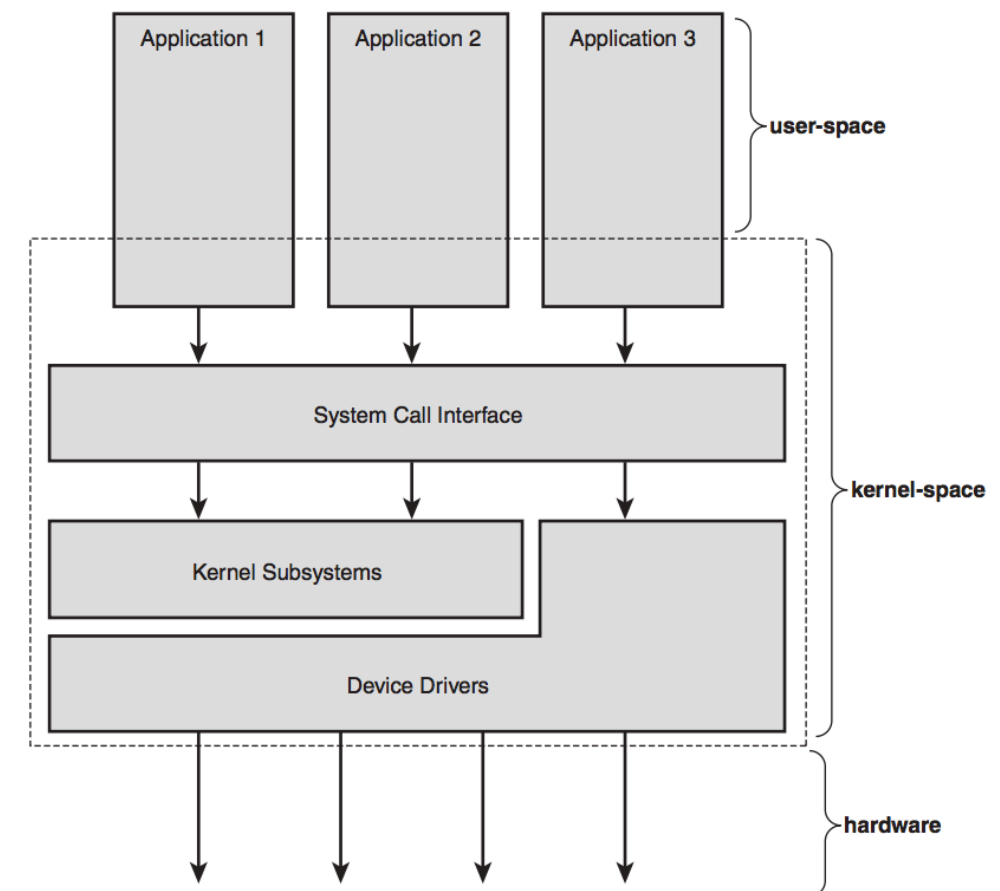 Application 1
Application 2
Application 3
user-space
System Call Interface
kernel-space
Kernel Subsystems
Device Drivers
hardware